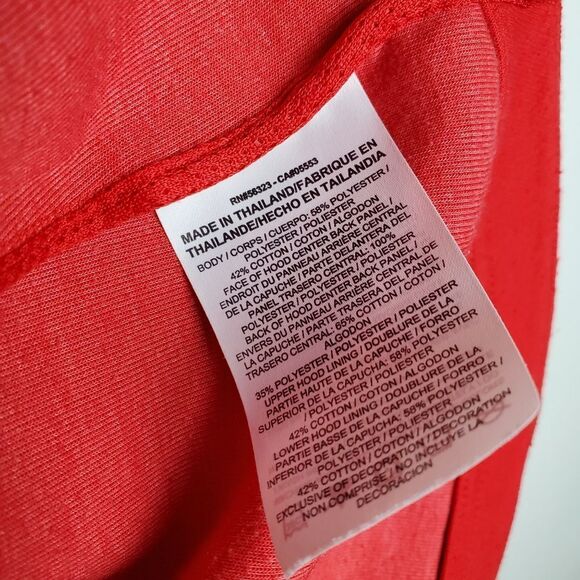 RN#56323 - CA#05553
MADE IN THAILAND/FABRIQUE EN
THAILANDE/HECHO EN TAILANDIA
BODY / CORPS / CUERPO: 58% POLYESTER /
POLYESTER / POLIESTER
42% COTTON / COTON / ALGODON
FACE OF HOOD CENTER BACK PANEL /
ENDROIT DU PANNEAU ARRIÈRE CENTRAL
DE LA CAPUCHE / PARTE DELANTERA DEL
PANEL TRASERO CENTRAL: 100%
POLYESTER / POLYESTER / POLIESTER
BACK OF HOOD CENTER BACK PANEL /
ENVERS DU PANNEAU ARRIÈRE CENTRAL DE
LA CAPUCHE / PARTE TRASERA DEL PANEL
TRASERO CENTRAL: 65% COTTON / COTON /
ALGODON
35% POLYESTER / POLYESTER / POLIESTER
UPPER HOOD LINING / DOUBLURE DE LA
PARTIE HAUTE DE LA CAPUCHE / FORRO
SUPERIOR DE LA CAPUCHA: 58% POLYESTER
/ POLYESTER / POLIESTER
42% COTTON / COTON / ALGODON
LOWER HOOD LINING / DOUBLURE DE LA
PARTIE BASSE DE LA CAPUCHE / FORRO
INFERIOR DE LA CAPUCHA: 58% POLYESTER
/ POLYESTER / POLIESTER
42% COTTON / COTON / ALGODON
EXCLUSIVE OF DECORATION / DECORATION
NON COMPRISE / NO INCLUYE LA
DECORACIÓN